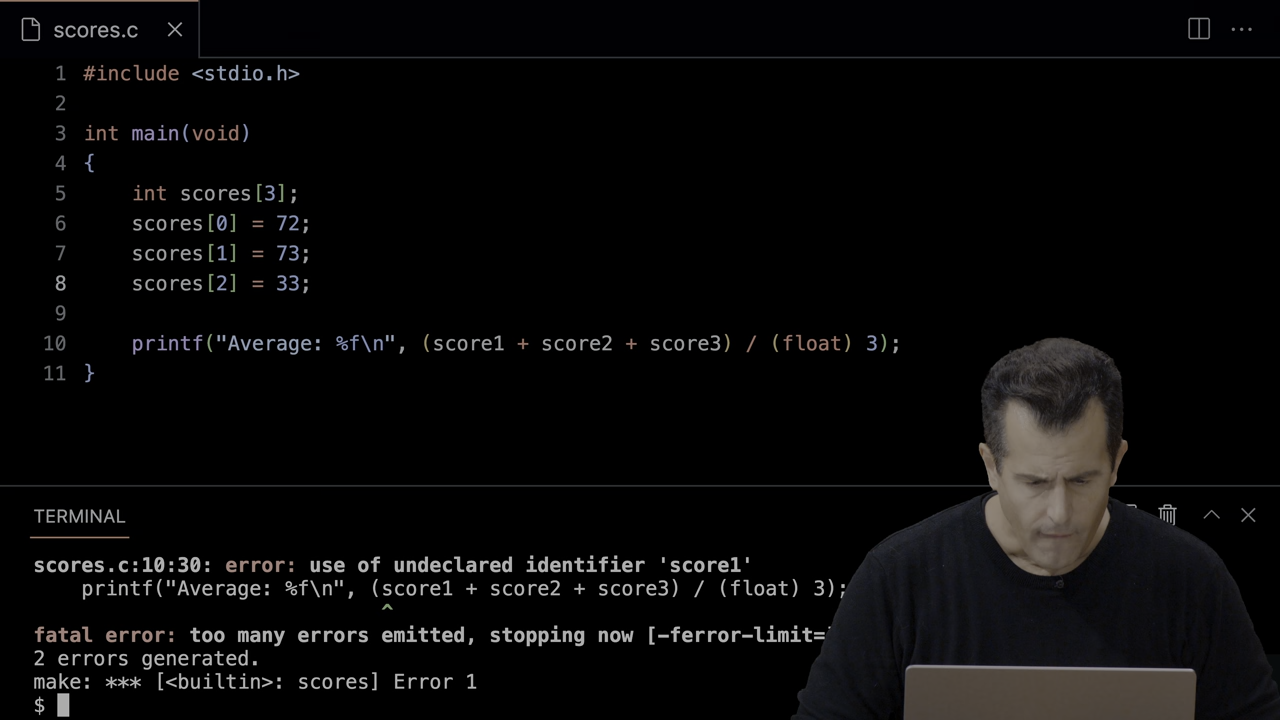 scores.c
1 #include <stdio.h>
2
3 int main(void)
4 {
5     int scores[3];
6     scores[0] = 72;
7     scores[1] = 73;
8     scores[2] = 33;
9
10     printf("Average: %f\n", (score1 + score2 + score3) / (float) 3);
11 }
TERMINAL
scores.c:10:30: error: use of undeclared identifier 'score1'
    printf("Average: %f\n", (score1 + score2 + score3) / (float) 3);
^
fatal error: too many errors emitted, stopping now [-ferror-limit=
2 errors generated.
make: *** [<builtin>: scores] Error 1
$